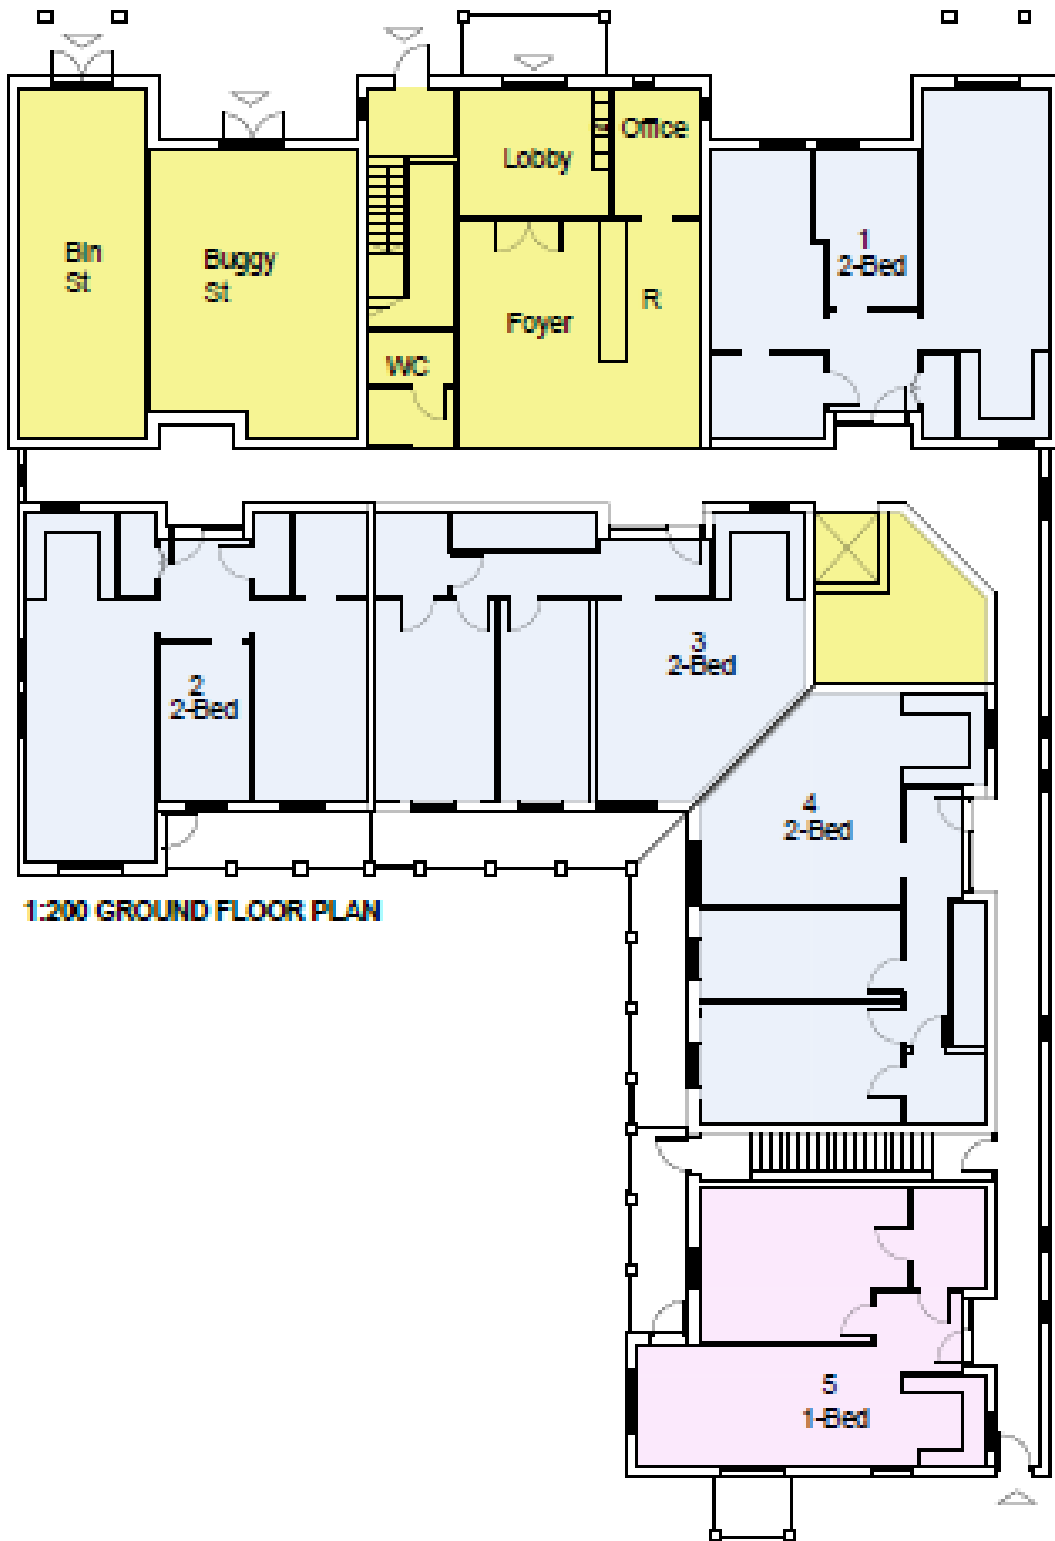 Bin
St
Buggy
St
Lobby
Office
Foyer
R
WC
1
2-Bed
2
2-Bed
3
2-Bed
4
2-Bed
1:200 GROUND FLOOR PLAN
5
1-Bed